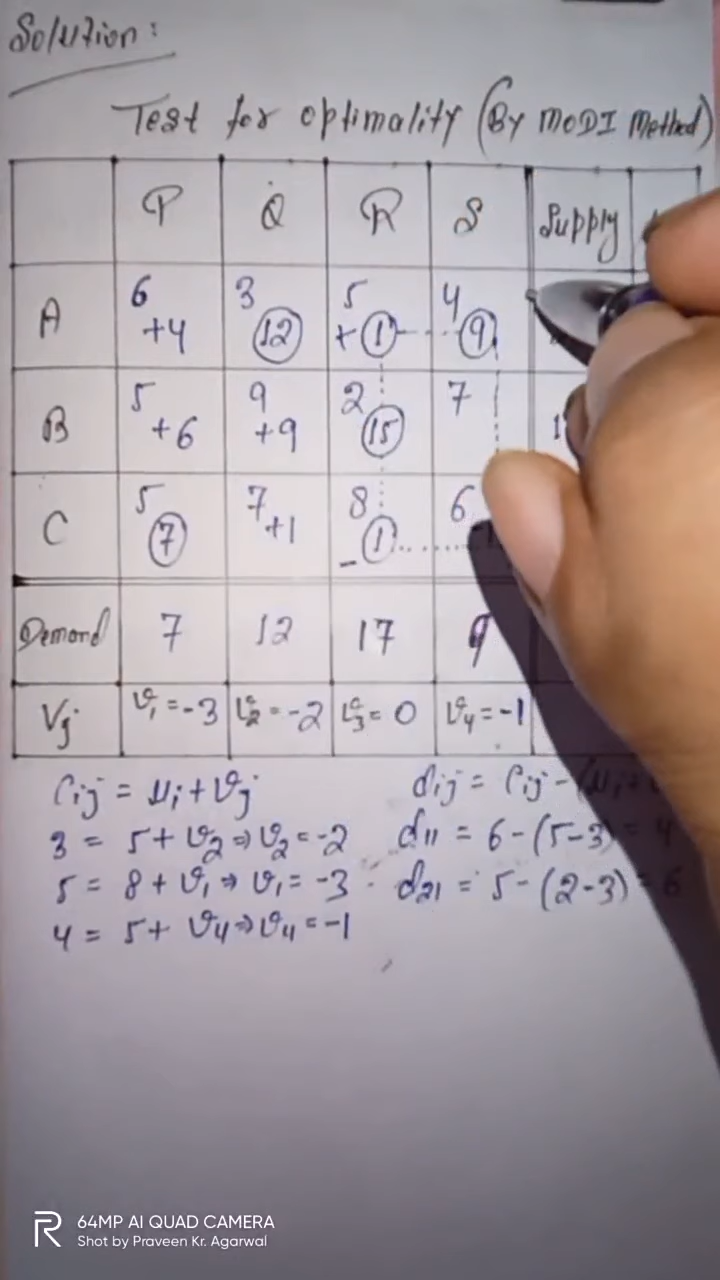 Solution:
Test for optimality (By MODI Method)
P Q R S Supply
A 6 +4 3 12 5 + 1 4 9
B 5 +6 9 +9 2 15 7
C 5 7 7 +1 8 - 1 6
Demond 7 12 17 9
Vj v1 = -3 v2 = -2 v3 = 0 v4 = -1
Cij = ui + vj dij = Cij - (ui +
3 = 5 + v2 ⇒ v2 = -2 d11 = 6 - (5-3) = 4
5 = 8 + v1 ⇒ v1 = -3 d21 = 5 - (2-3) = 6
4 = 5 + v4 ⇒ v4 = -1
64MP AI QUAD CAMERA
Shot by Praveen Kr. Agarwal